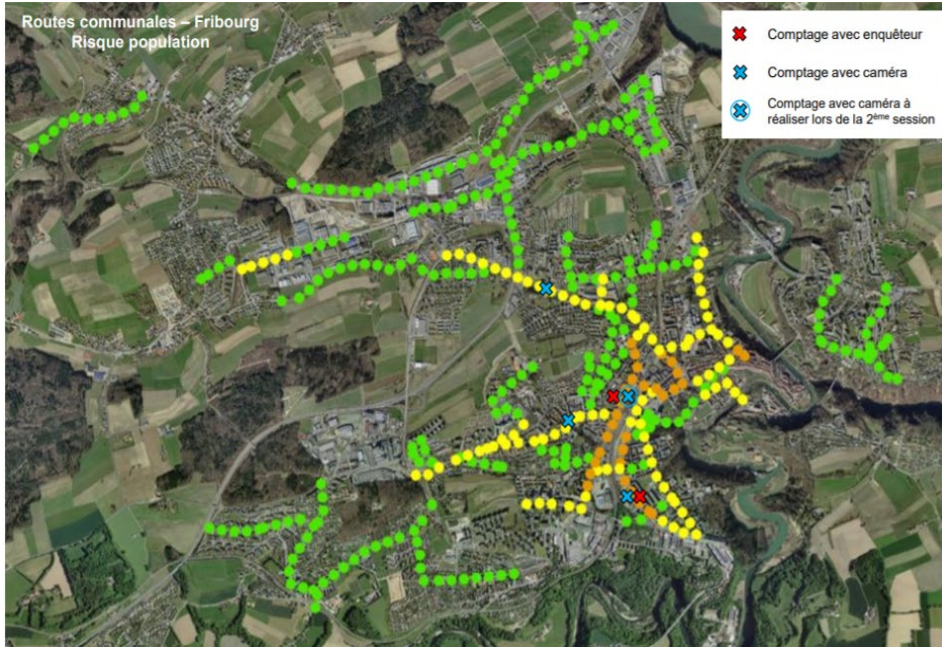 Routes communales – Fribourg
Risque population
Comptage avec enquêteur
Comptage avec caméra
Comptage avec caméra à
réaliser lors de la 2ème session